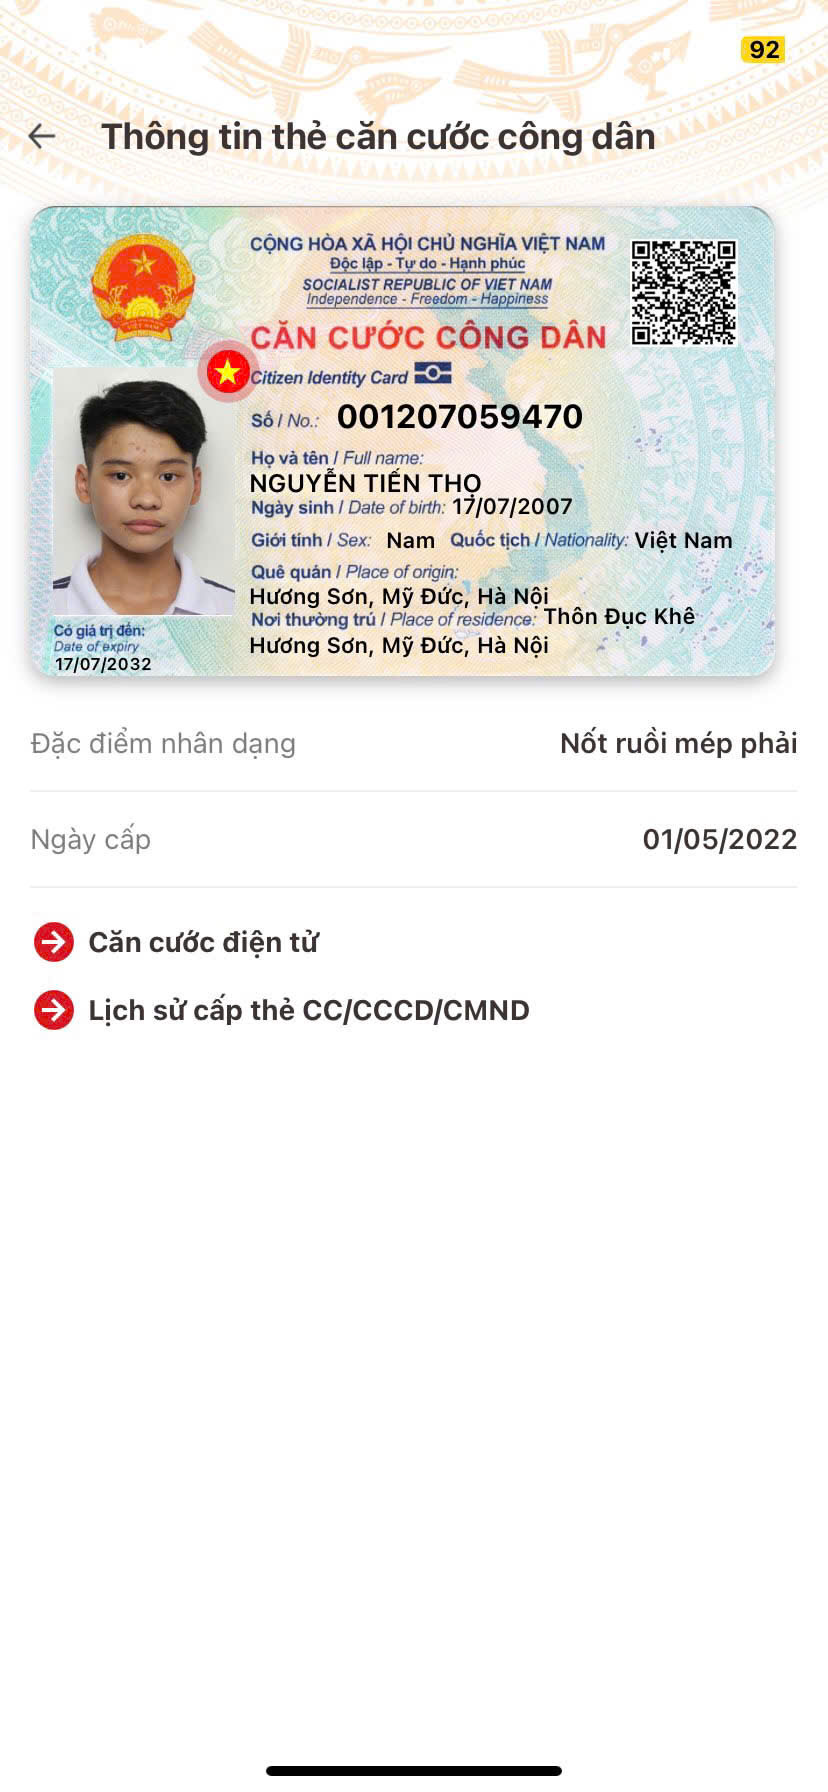 92
Thông tin thẻ căn cước công dân
CỘNG HÒA XÃ HỘI CHỦ NGHĨA VIỆT NAM
Độc lập - Tự do - Hạnh phúc
SOCIALIST REPUBLIC OF VIET NAM
Independence - Freedom - Happiness
CĂN CƯỚC CÔNG DÂN
Citizen Identity Card
Số / No.: 001207059470
Họ và tên / Full name:
NGUYỄN TIẾN THỌ
Ngày sinh / Date of birth: 17/07/2007
Giới tính / Sex: Nam Quốc tịch / Nationality: Việt Nam
Quê quán / Place of origin:
Hương Sơn, Mỹ Đức, Hà Nội
Nơi thường trú / Place of residence: Thôn Đục Khê
Hương Sơn, Mỹ Đức, Hà Nội
Có giá trị đến:
Date of expiry
17/07/2032
Đặc điểm nhân dạng Nốt ruồi mép phải
Ngày cấp 01/05/2022
Căn cước điện tử
Lịch sử cấp thẻ CC/CCCD/CMND